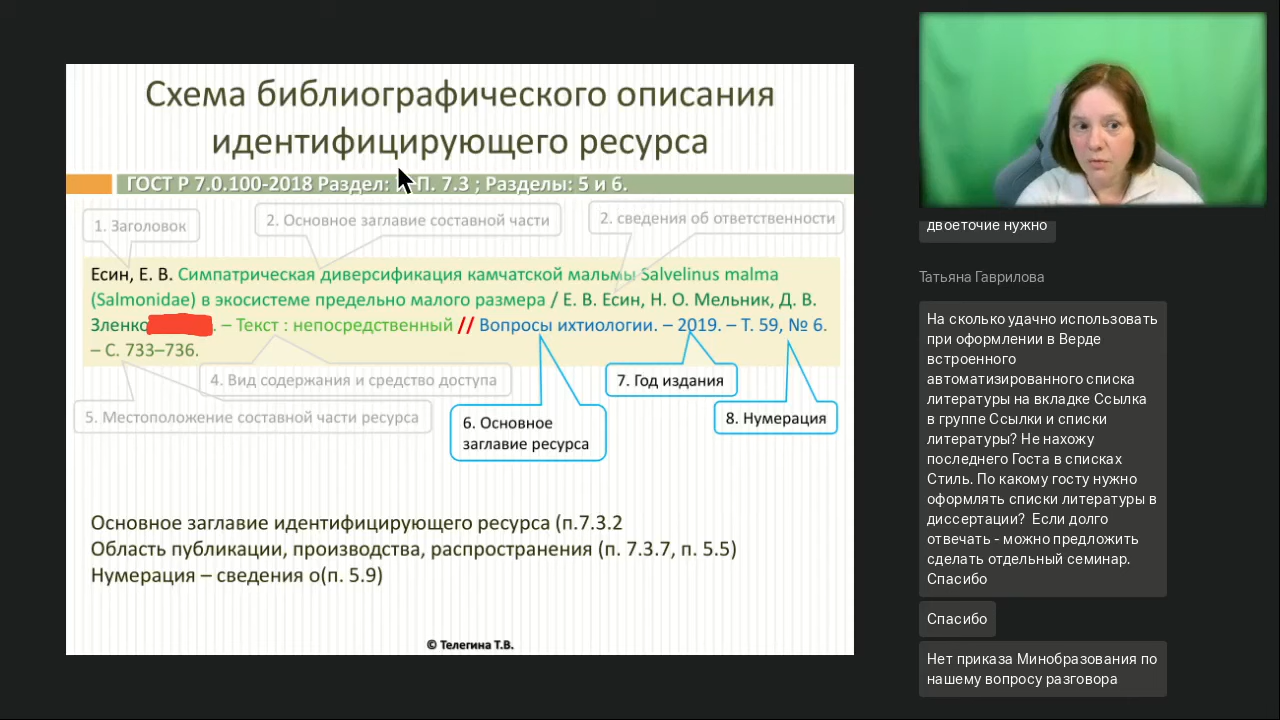 Схема библиографического описания
идентифицирующего ресурса
ГОСТ Р 7.0.100-2018 Раздел: П. 7.3 ; Разделы: 5 и 6.
1. Заголовок
2. Основное заглавие составной части
2. сведения об ответственности
Есин, Е. В. Симпатрическая диверсификация камчатской мальмы Salvelinus malma
(Salmonidae) в экосистеме предельно малого размера / Е. В. Есин, Н. О. Мельник, Д. В.
Зленко . – Текст : непосредственный // Вопросы ихтиологии. – 2019. – Т. 59, № 6.
– С. 733–736.
4. Вид содержания и средство доступа
7. Год издания
5. Местоположение составной части ресурса
6. Основное
заглавие ресурса
8. Нумерация
Основное заглавие идентифицирующего ресурса (п.7.3.2
Область публикации, производства, распространения (п. 7.3.7, п. 5.5)
Нумерация – сведения о(п. 5.9)
© Телегина Т.В.
двоеточие нужно
Татьяна Гаврилова
На сколько удачно использовать
при оформлении в Верде
встроенного
автоматизированного списка
литературы на вкладке Ссылка
в группе Ссылки и списки
литературы? Не нахожу
последнего Госта в списках
Стиль. По какому госту нужно
оформлять списки литературы в
диссертации? Если долго
отвечать - можно предложить
сделать отдельный семинар.
Спасибо
Спасибо
Нет приказа Минобразования по
нашему вопросу разговора